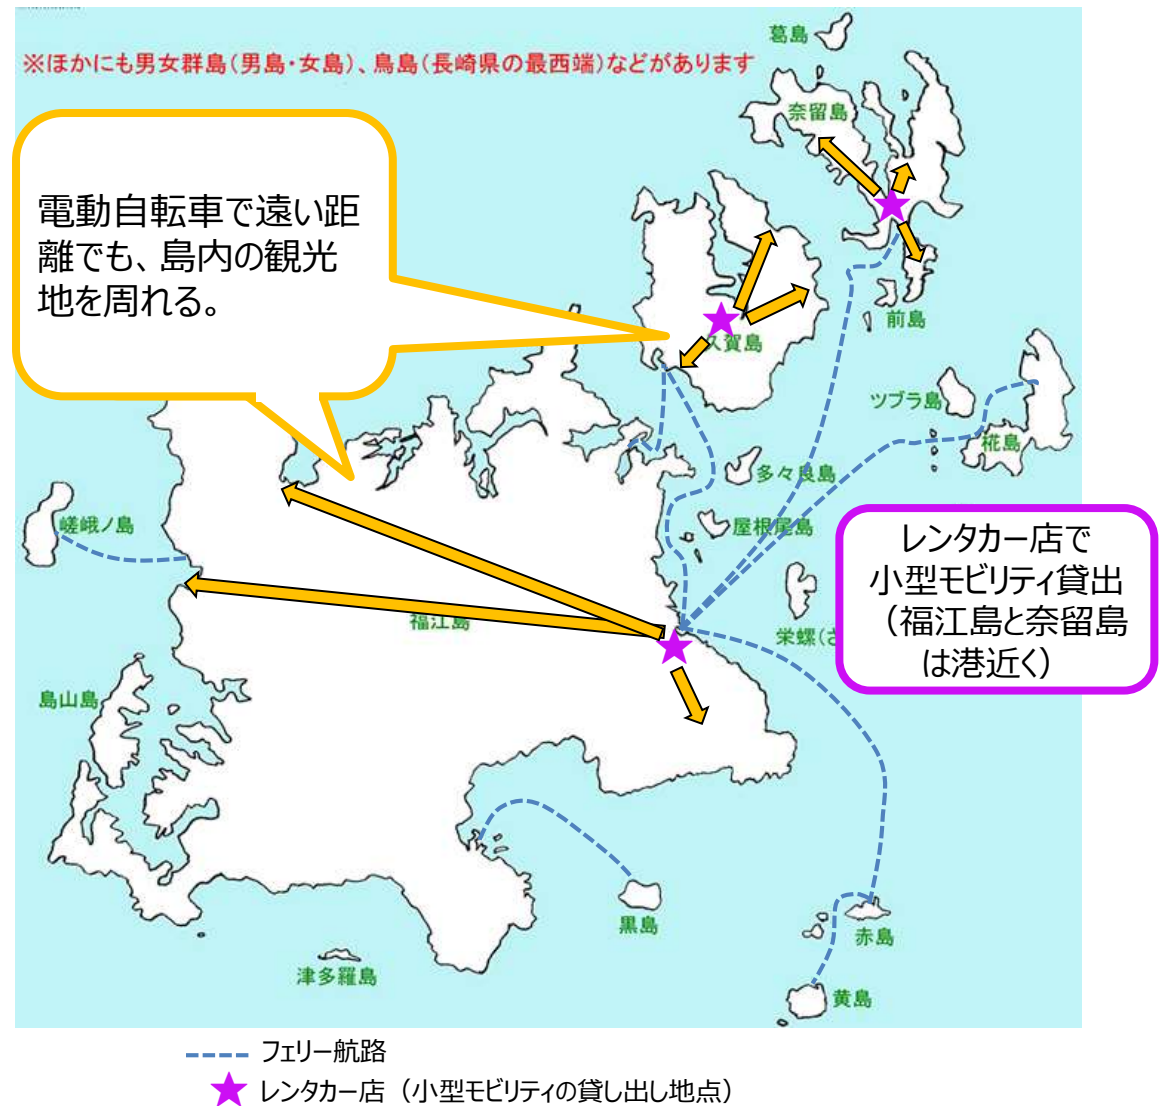 葛島
※ほかにも男女群島(男島・女島)、鳥島(長崎県の最西端)などがあります
奈留島
電動自転車で遠い距
離でも、島内の観光
地を周れる。
前島
久賀島
ツブラ島
椛島
多々良島
嵯峨ノ島
屋根尾島
レンタカー店で
小型モビリティ貸出
（福江島と奈留島
は港近く）
福江島
栄螺(さ
島山島
黒島
赤島
津多羅島
黄島
フェリー航路
レンタカー店（小型モビリティの貸し出し地点）